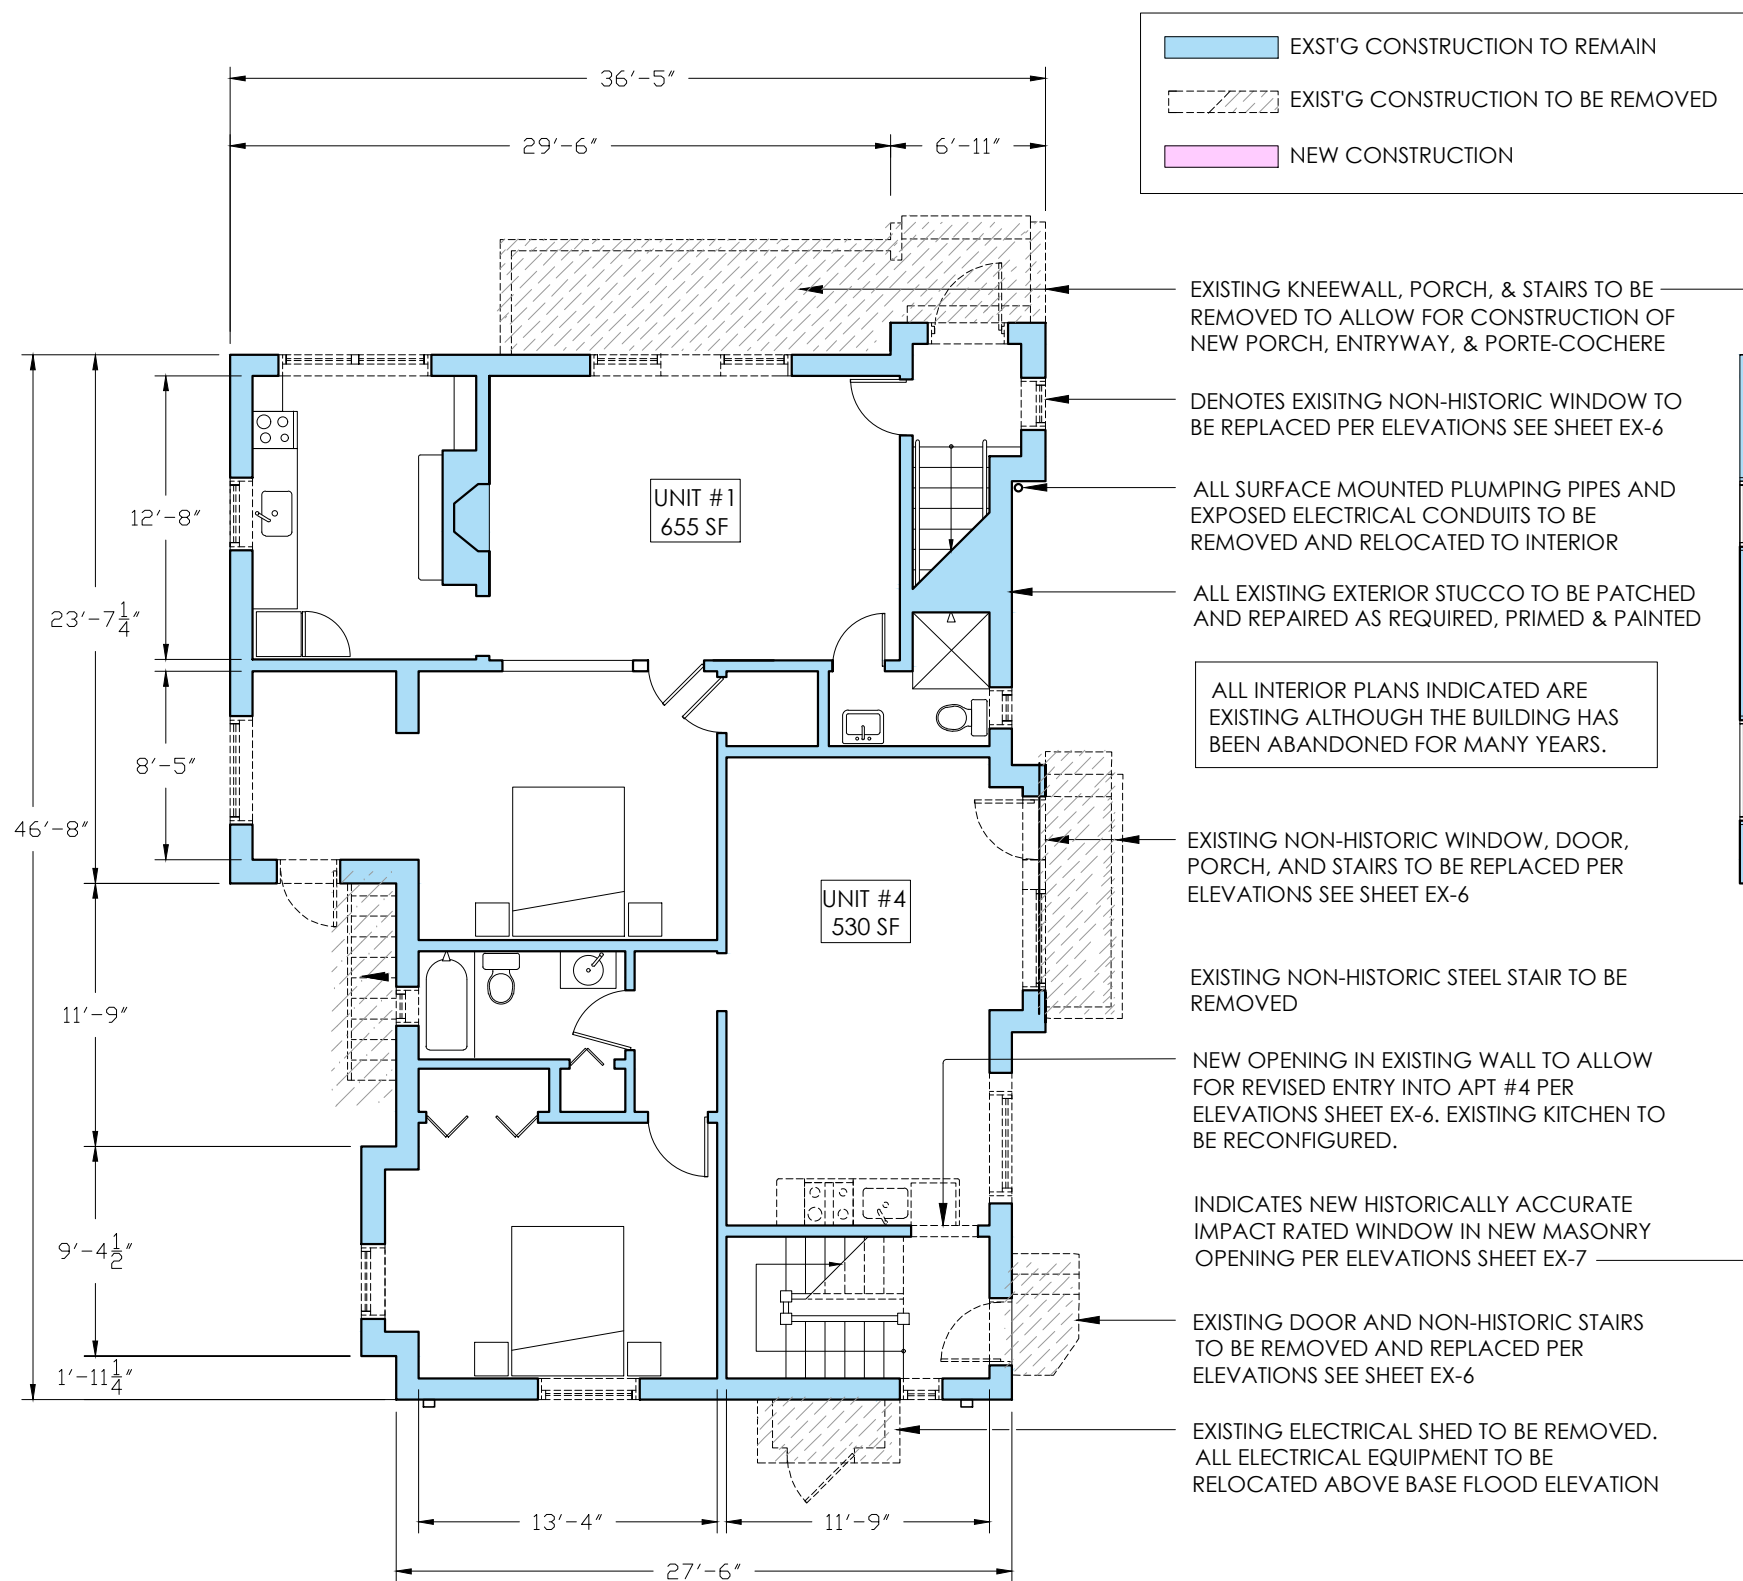 EXST'G CONSTRUCTION TO REMAIN
EXIST'G CONSTRUCTION TO BE REMOVED
NEW CONSTRUCTION
36'-5"
29'-6"
6'-11"
EXISTING KNEEWALL, PORCH, & STAIRS TO BE
REMOVED TO ALLOW FOR CONSTRUCTION OF
NEW PORCH, ENTRYWAY, & PORTE-COCHERE
DENOTES EXISITNG NON-HISTORIC WINDOW TO
BE REPLACED PER ELEVATIONS SEE SHEET EX-6
ALL SURFACE MOUNTED PLUMPING PIPES AND
EXPOSED ELECTRICAL CONDUITS TO BE
REMOVED AND RELOCATED TO INTERIOR
ALL EXISTING EXTERIOR STUCCO TO BE PATCHED
AND REPAIRED AS REQUIRED, PRIMED & PAINTED
ALL INTERIOR PLANS INDICATED ARE
EXISTING ALTHOUGH THE BUILDING HAS
BEEN ABANDONED FOR MANY YEARS.
EXISTING NON-HISTORIC WINDOW, DOOR,
PORCH, AND STAIRS TO BE REPLACED PER
ELEVATIONS SEE SHEET EX-6
EXISTING NON-HISTORIC STEEL STAIR TO BE
REMOVED
NEW OPENING IN EXISTING WALL TO ALLOW
FOR REVISED ENTRY INTO APT #4 PER
ELEVATIONS SHEET EX-6. EXISTING KITCHEN TO
BE RECONFIGURED.
INDICATES NEW HISTORICALLY ACCURATE
IMPACT RATED WINDOW IN NEW MASONRY
OPENING PER ELEVATIONS SHEET EX-7
EXISTING DOOR AND NON-HISTORIC STAIRS
TO BE REMOVED AND REPLACED PER
ELEVATIONS SEE SHEET EX-6
EXISTING ELECTRICAL SHED TO BE REMOVED.
ALL ELECTRICAL EQUIPMENT TO BE
RELOCATED ABOVE BASE FLOOD ELEVATION
UNIT #1
655 SF
UNIT #4
530 SF
12'-8"
23'-7 1/4"
8'-5"
46'-8"
11'-9"
9'-4 1/2"
1'-11 1/4"
13'-4"
11'-9"
27'-6"